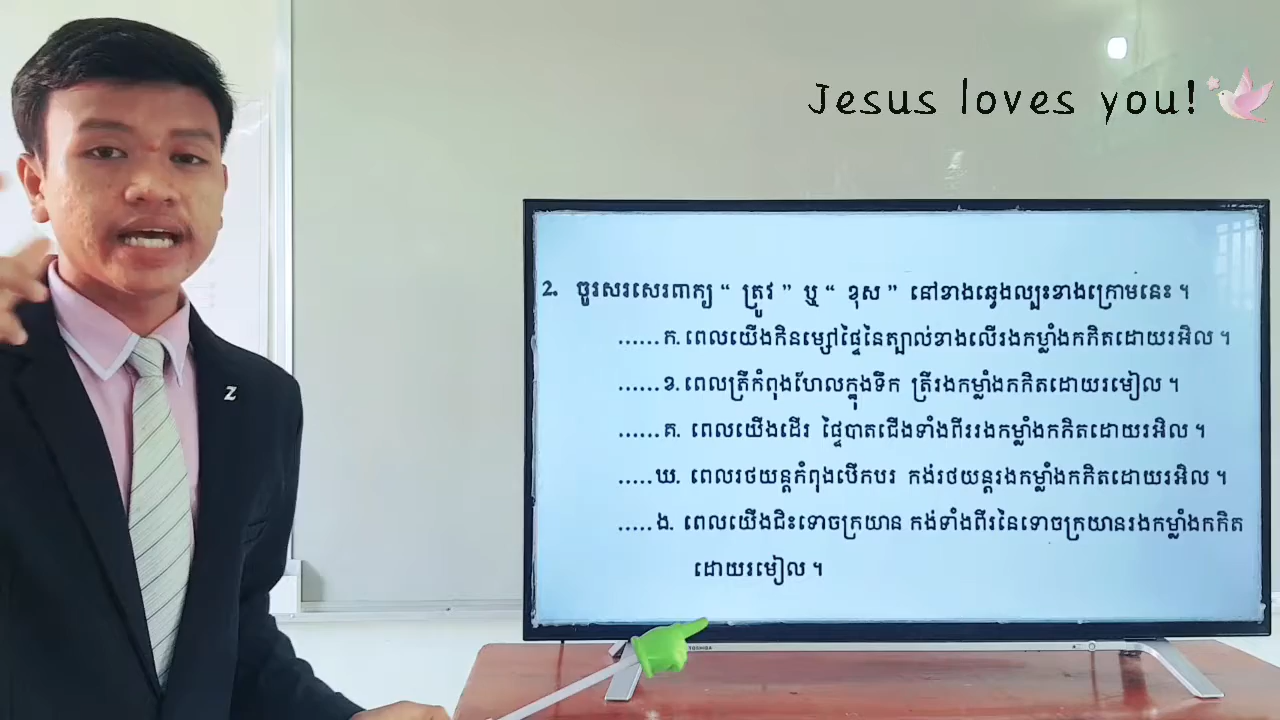 Jesus loves you!
2. ចូរសរសេរពាក្យ “ ត្រូវ ” ឬ “ ខុស ” នៅខាងឆ្វេងល្បះខាងក្រោមនេះ ។
......ក. ពេលយើងកិនម្សៅផ្ទៃនៃត្បាល់ខាងលើរងកម្លាំងកកិតដោយរអិល ។
......ខ. ពេលត្រីកំពុងហែលក្នុងទឹក ត្រីរងកម្លាំងកកិតដោយរមៀល ។
......គ. ពេលយើងដើរ ផ្ទៃបាតជើងទាំងពីររងកម្លាំងកកិតដោយរអិល ។
.....ឃ. ពេលរថយន្តកំពុងបើកបរ កង់រថយន្តរងកម្លាំងកកិតដោយរអិល ។
.....ង. ពេលយើងជិះទោចក្រយាន កង់ទាំងពីរនៃទោចក្រយានរងកម្លាំងកកិត
ដោយរមៀល ។
Z
TOSHIBA